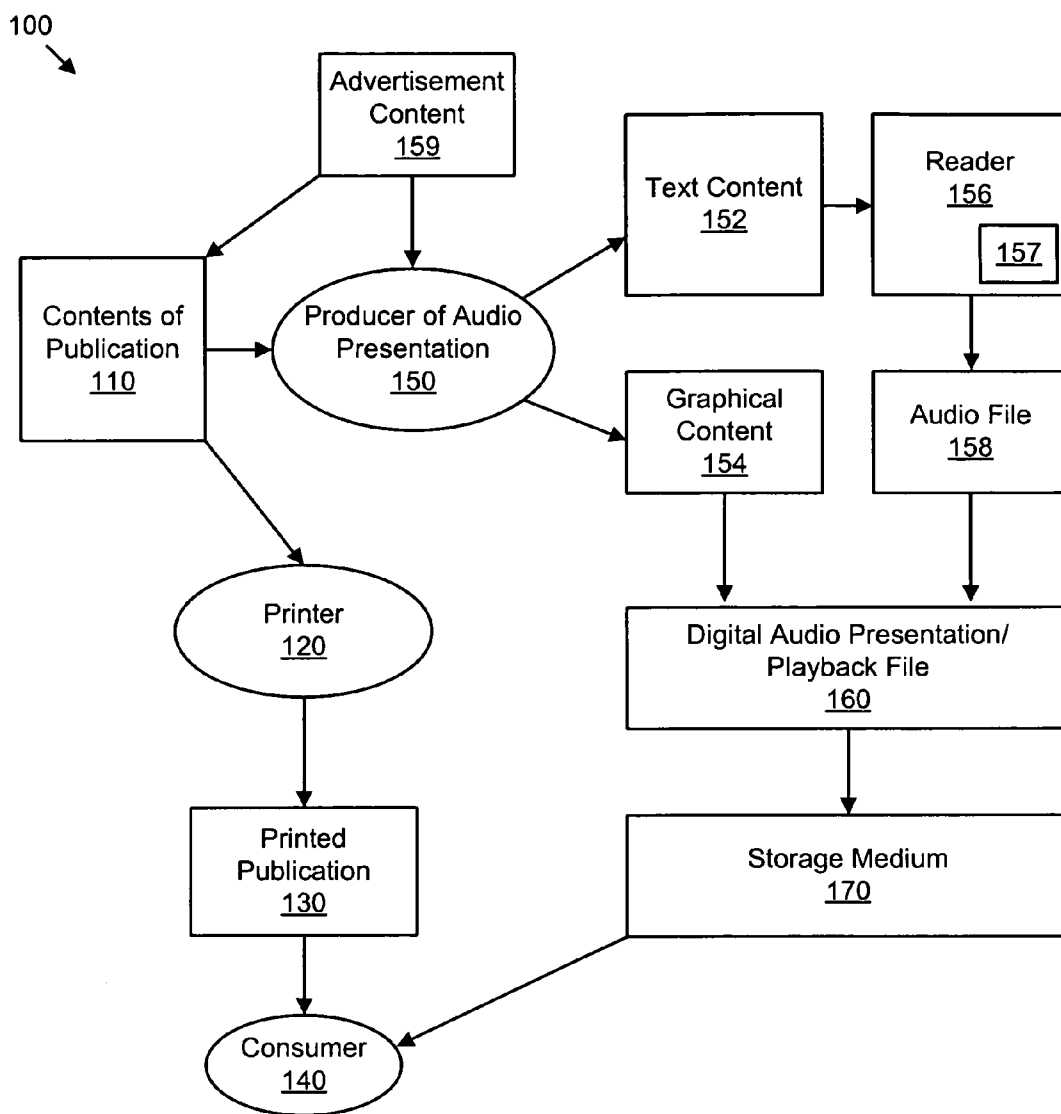 100
Advertisement
Content
159
Text Content
152
Reader
156
157
Contents of
Publication
110
Producer of Audio
Presentation
150
Graphical
Content
154
Audio File
158
Printer
120
Digital Audio Presentation/
Playback File
160
Printed
Publication
130
Storage Medium
170
Consumer
140